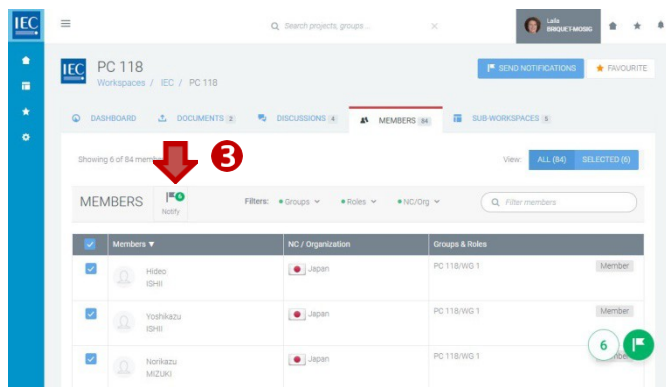 IEC
Search projects, groups...
Laila
BRIQUET-MOSIG
IEC
PC 118
Workspaces / IEC / PC 118
SEND NOTIFICATIONS
FAVOURITE
DASHBOARD
DOCUMENTS 2
DISCUSSIONS 4
MEMBERS 84
SUB-WORKSPACES 5
3
Showing 6 of 84
View: ALL (84) SELECTED (6)
MEMBERS
6
Notify
Filters: Groups Roles NC/Org
Filter members
Members ▼ NC / Organization Groups & Roles
Hideo
ISHII
Japan
PC 118/WG 1
Member
Yoshikazu
ISHII
Japan
PC 118/WG 1
Member
Norikazu
MIZUKI
Japan
PC 118/WG 1
6